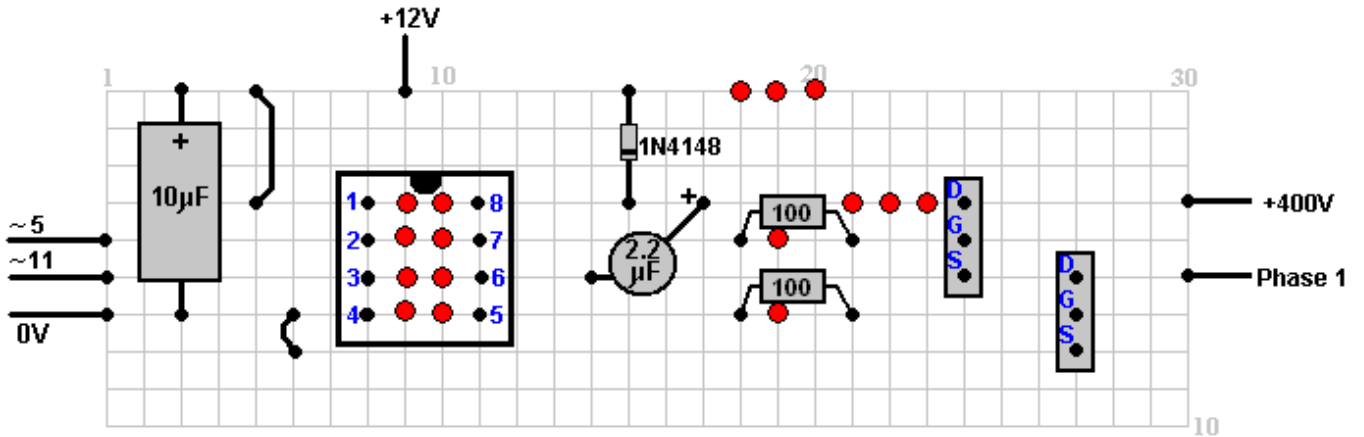 +12V
1 10 20 30
+ 1N4148
10µF
1 8 + 100 D +400V
~5 2 7 2.2 µF G
~11 3 6 S D Phase 1
100 G
0V 4 5 S
10